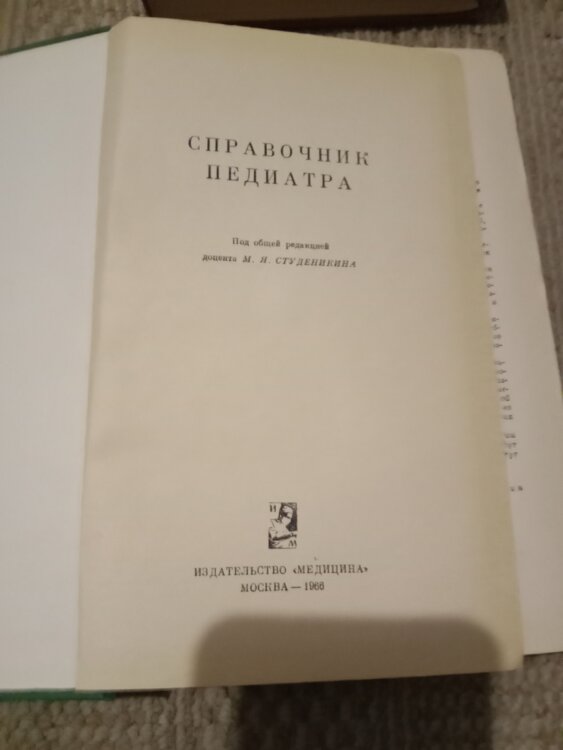 СПРАВОЧНИК
ПЕДИАТРА
Под общей редакцией
доцента М. Я. СТУДЕНИКИНА
И
М
ИЗДАТЕЛЬСТВО «МЕДИЦИНА»
МОСКВА — 1966